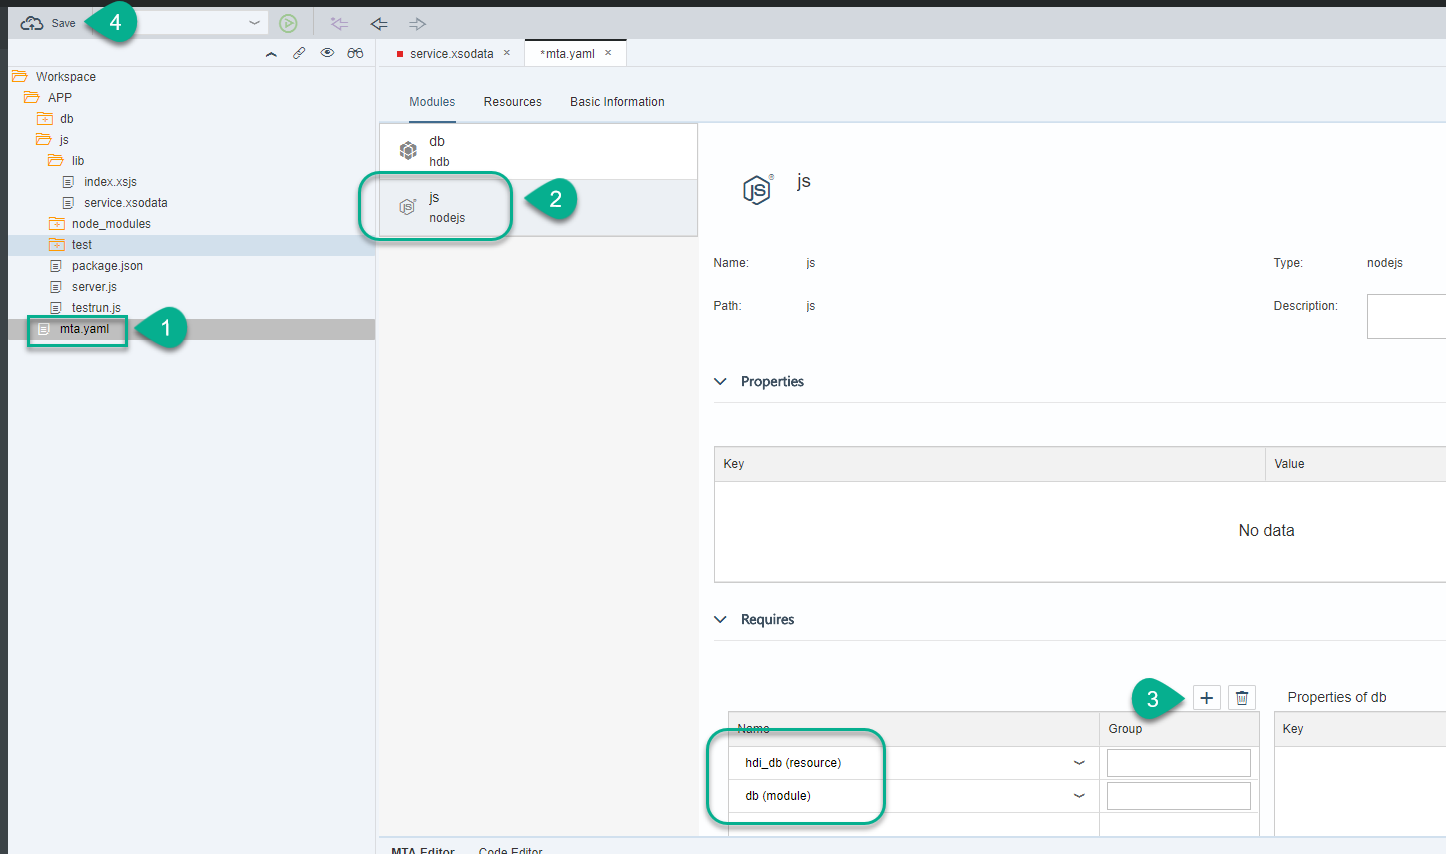 Save
4
service.xsodata ×
*mta.yaml ×
Workspace
APP
db
js
lib
index.xsjs
service.xsodata
node_modules
test
package.json
server.js
testrun.js
mta.yaml
1
Modules Resources Basic Information
db
hdb
js
nodejs
2
JS
js
Name: js
Type: nodejs
Path: js
Description:
Properties
Key Value
No data
Requires
3
Properties of db
Name Group
Key
hdi_db (resource)
db (module)
MTA Editor Code Editor